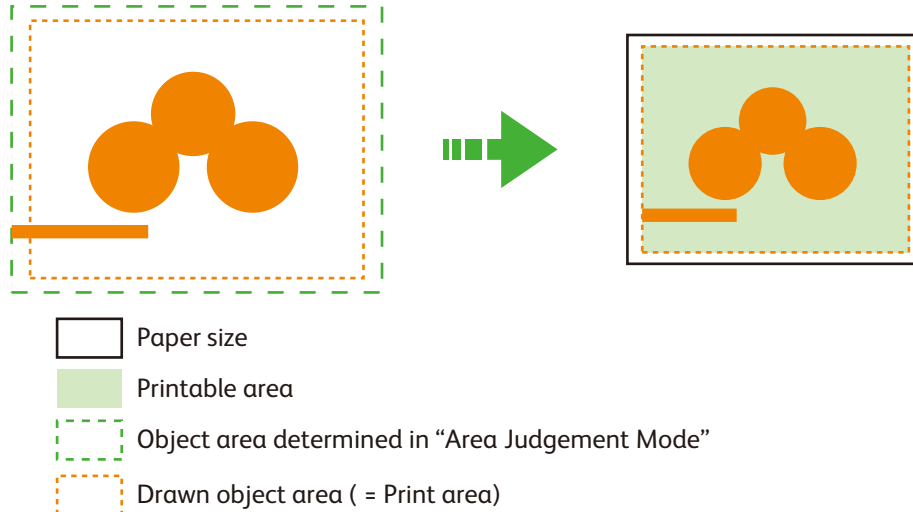 Paper size
Printable area
Object area determined in “Area Judgement Mode”
Drawn object area ( = Print area)